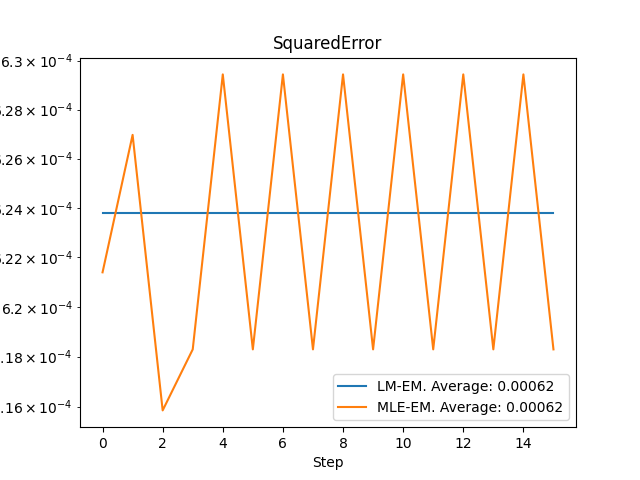 SquaredError
6.3 × 10⁻⁴
6.28 × 10⁻⁴
6.26 × 10⁻⁴
6.24 × 10⁻⁴
6.22 × 10⁻⁴
6.2 × 10⁻⁴
.18 × 10⁻⁴
.16 × 10⁻⁴
LM-EM. Average: 0.00062
MLE-EM. Average: 0.00062
0 2 4 6 8 10 12 14
Step